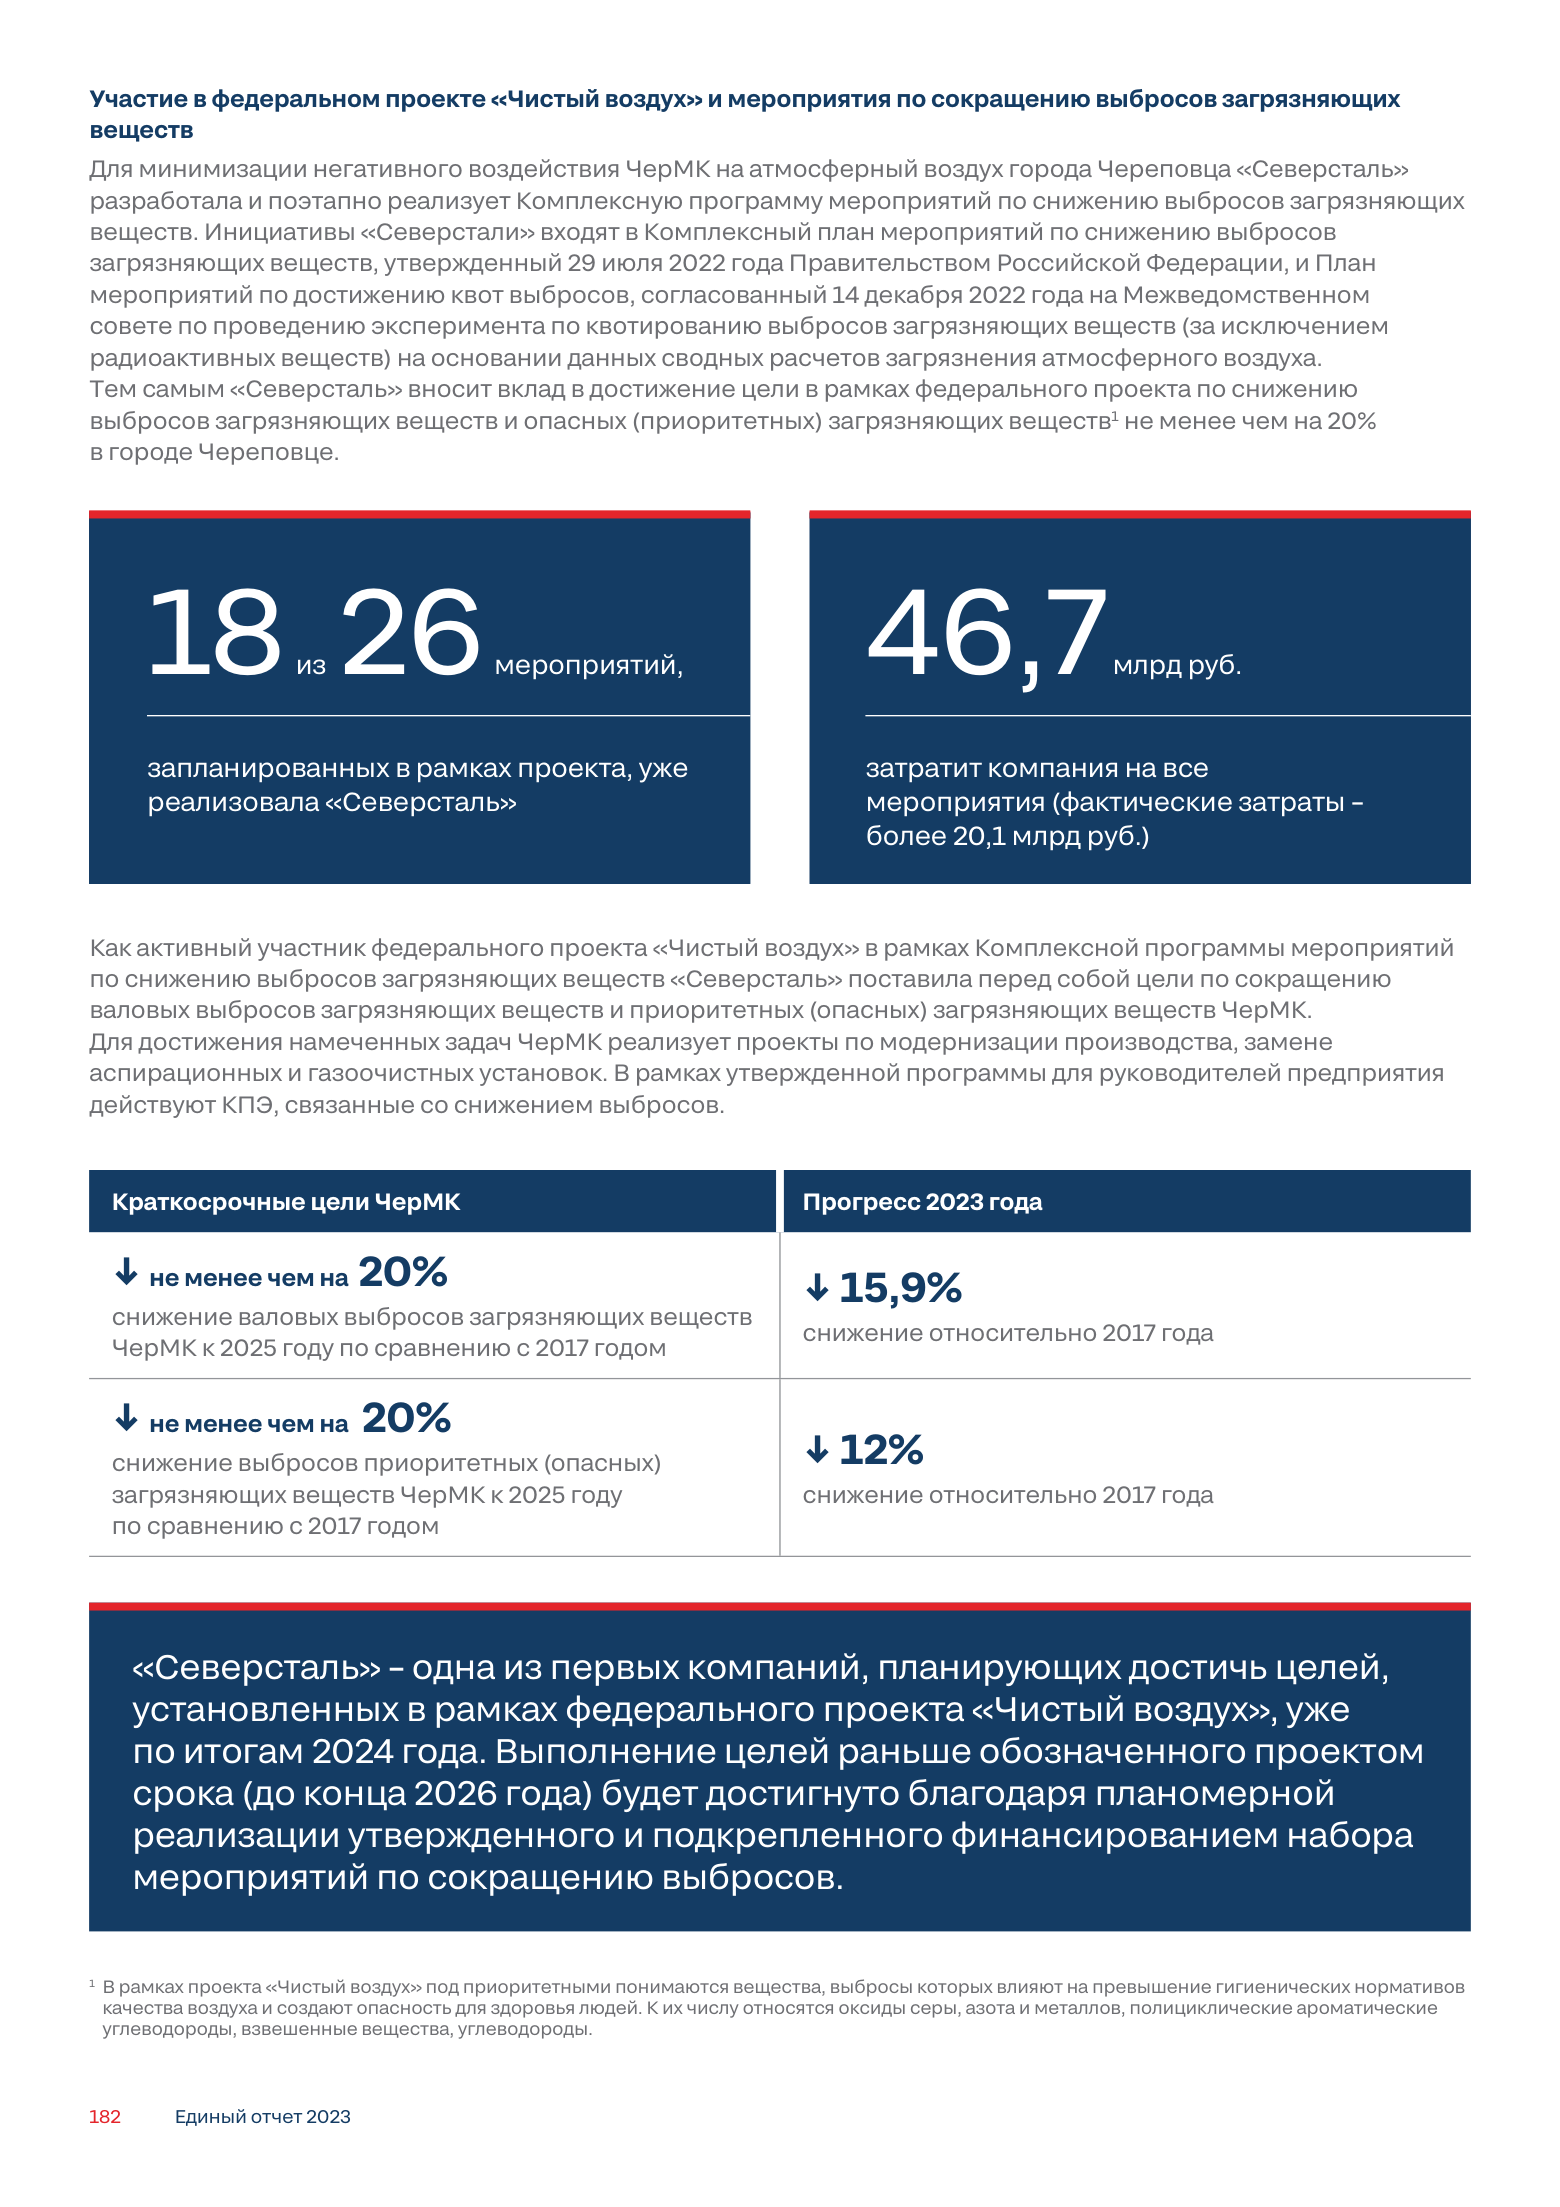 Участие в федеральном проекте «Чистый воздух» и мероприятия по сокращению выбросов загрязняющих
веществ
Для минимизации негативного воздействия ЧерМК на атмосферный воздух города Череповца «Северсталь»
разработала и поэтапно реализует Комплексную программу мероприятий по снижению выбросов загрязняющих
веществ. Инициативы «Северстали» входят в Комплексный план мероприятий по снижению выбросов
загрязняющих веществ, утвержденный 29 июля 2022 года Правительством Российской Федерации, и План
мероприятий по достижению квот выбросов, согласованный 14 декабря 2022 года на Межведомственном
совете по проведению эксперимента по квотированию выбросов загрязняющих веществ (за исключением
радиоактивных веществ) на основании данных сводных расчетов загрязнения атмосферного воздуха.
Тем самым «Северсталь» вносит вклад в достижение цели в рамках федерального проекта по снижению
выбросов загрязняющих веществ и опасных (приоритетных) загрязняющих веществ¹ не менее чем на 20%
в городе Череповце.
18 из 26 мероприятий,
запланированных в рамках проекта, уже
реализовала «Северсталь»
46,7 млрд руб.
затратит компания на все
мероприятия (фактические затраты –
более 20,1 млрд руб.)
Как активный участник федерального проекта «Чистый воздух» в рамках Комплексной программы мероприятий
по снижению выбросов загрязняющих веществ «Северсталь» поставила перед собой цели по сокращению
валовых выбросов загрязняющих веществ и приоритетных (опасных) загрязняющих веществ ЧерМК.
Для достижения намеченных задач ЧерМК реализует проекты по модернизации производства, замене
аспирационных и газоочистных установок. В рамках утвержденной программы для руководителей предприятия
действуют КПЭ, связанные со снижением выбросов.
Краткосрочные цели ЧерМК
Прогресс 2023 года
↓ не менее чем на 20%
снижение валовых выбросов загрязняющих веществ
ЧерМК к 2025 году по сравнению с 2017 годом
↓ 15,9%
снижение относительно 2017 года
↓ не менее чем на 20%
снижение выбросов приоритетных (опасных)
загрязняющих веществ ЧерМК к 2025 году
по сравнению с 2017 годом
↓ 12%
снижение относительно 2017 года
«Северсталь» – одна из первых компаний, планирующих достичь целей,
установленных в рамках федерального проекта «Чистый воздух», уже
по итогам 2024 года. Выполнение целей раньше обозначенного проектом
срока (до конца 2026 года) будет достигнуто благодаря планомерной
реализации утвержденного и подкрепленного финансированием набора
мероприятий по сокращению выбросов.
¹ В рамках проекта «Чистый воздух» под приоритетными понимаются вещества, выбросы которых влияют на превышение гигиенических нормативов
качества воздуха и создают опасность для здоровья людей. К их числу относятся оксиды серы, азота и металлов, полициклические ароматические
углеводороды, взвешенные вещества, углеводороды.
182 Единый отчет 2023